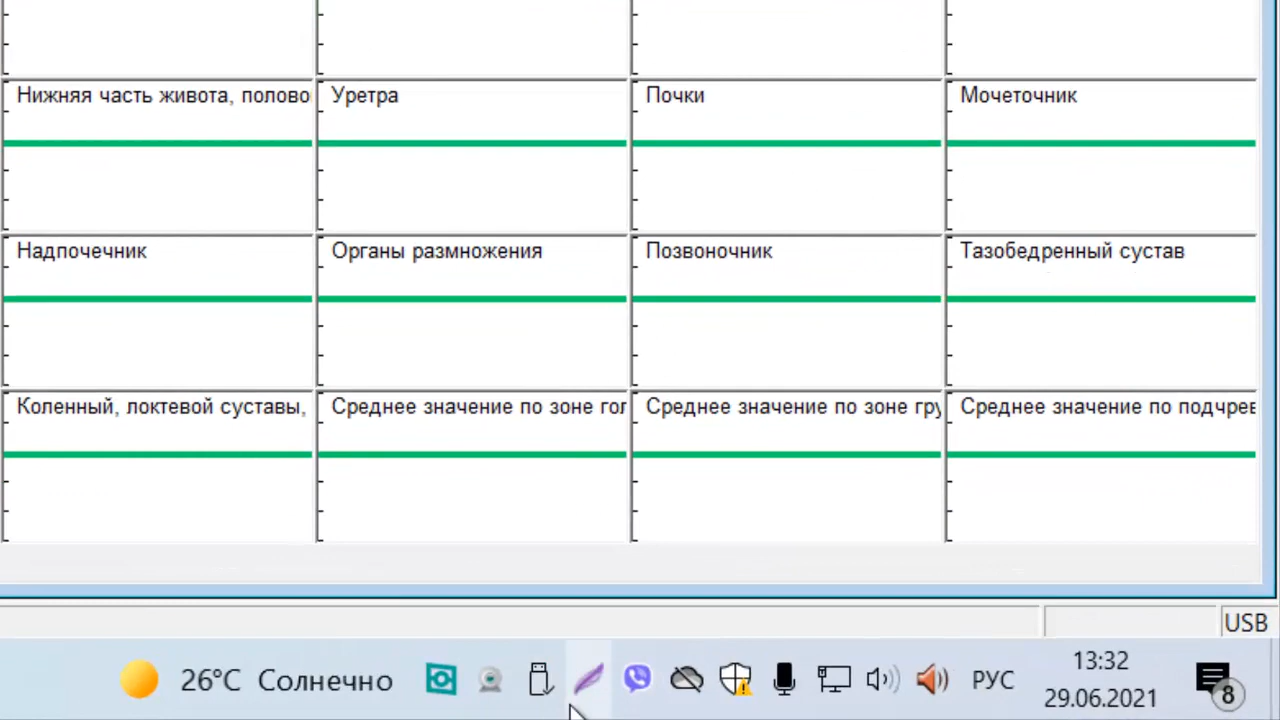 Нижняя часть живота, полово
Уретра
Почки
Мочеточник
Надпочечник
Органы размножения
Позвоночник
Тазобедренный сустав
Коленный, локтевой суставы,
Среднее значение по зоне гол
Среднее значение по зоне гру
Среднее значение по подчрев
USB
26°C Солнечно
РУС
13:32
29.06.2021
8